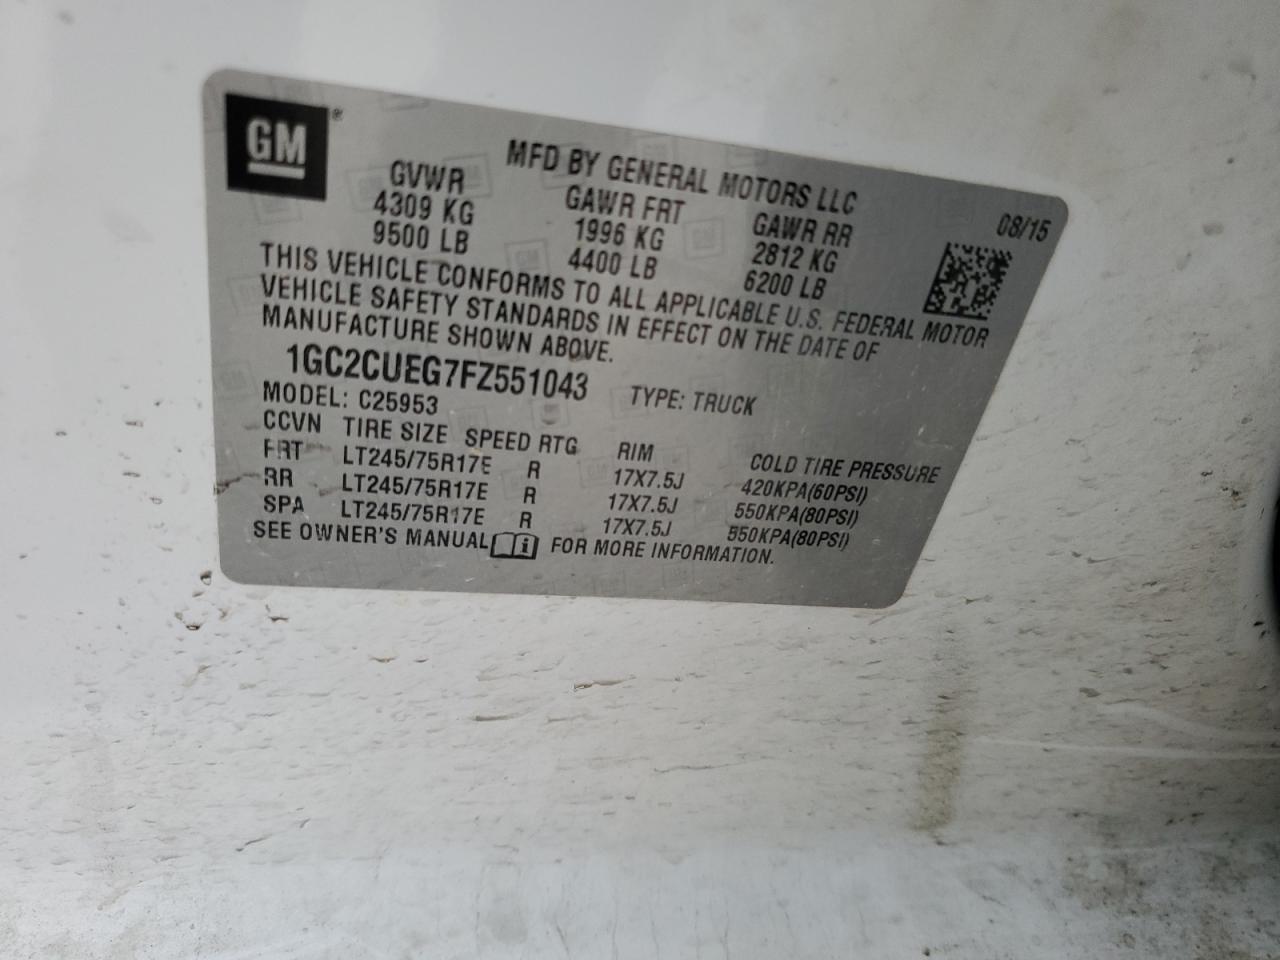 GM ®
MFD BY GENERAL MOTORS LLC
08/15
GVWR GAWR FRT GAWR RR
4309 KG 1996 KG 2812 KG
9500 LB 4400 LB 6200 LB
THIS VEHICLE CONFORMS TO ALL APPLICABLE U.S. FEDERAL MOTOR
VEHICLE SAFETY STANDARDS IN EFFECT ON THE DATE OF
MANUFACTURE SHOWN ABOVE.
1GC2CUEG7FZ551043 TYPE: TRUCK
MODEL: C25953
CCVN TIRE SIZE SPEED RTG RIM COLD TIRE PRESSURE
FRT LT245/75R17E R 17X7.5J 420KPA(60PSI)
RR LT245/75R17E R 17X7.5J 550KPA(80PSI)
SPA LT245/75R17E R 17X7.5J 550KPA(80PSI)
SEE OWNER'S MANUAL i FOR MORE INFORMATION.